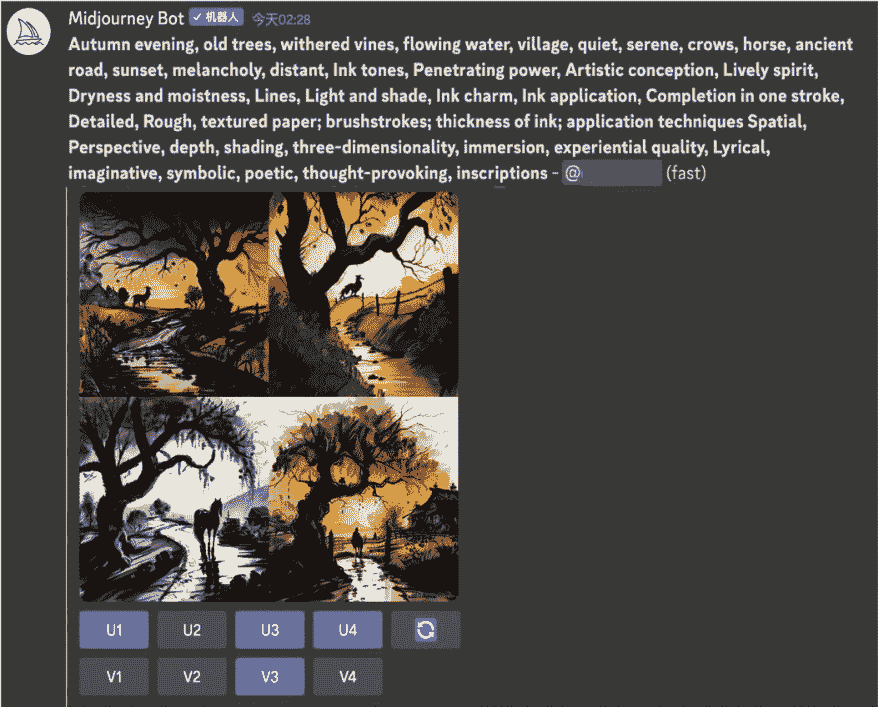 Midjourney Bot ✓ 机器人 今天02:28
Autumn evening, old trees, withered vines, flowing water, village, quiet, serene, crows, horse, ancient
road, sunset, melancholy, distant, Ink tones, Penetrating power, Artistic conception, Lively spirit,
Dryness and moistness, Lines, Light and shade, Ink charm, Ink application, Completion in one stroke,
Detailed, Rough, textured paper; brushstrokes; thickness of ink; application techniques Spatial,
Perspective, depth, shading, three-dimensionality, immersion, experiential quality, Lyrical,
imaginative, symbolic, poetic, thought-provoking, inscriptions - @ (fast)
U1 U2 U3 U4
V1 V2 V3 V4